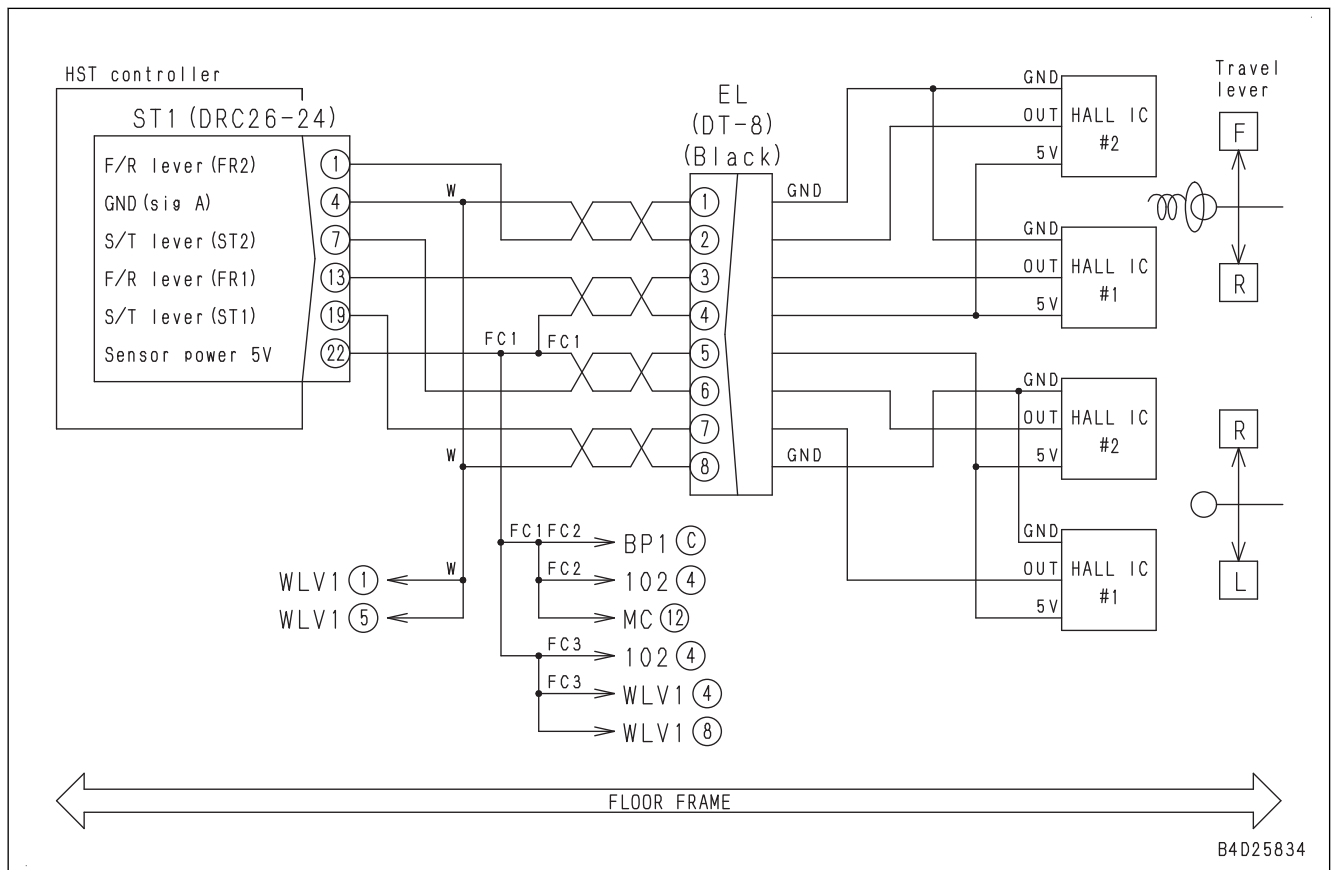 HST controller
ST1(DRC26-24)
F/R lever(FR2) 1
GND(sig A) 4
S/T lever(ST2) 7
F/R lever(FR1) 13
S/T lever(ST1) 19
Sensor power 5V 22
W
W
W
FC1
FC1
EL
(DT-8)
(Black)
1
2
3
4
5
6
7
8
GND
GND
GND
OUT
5V
HALL IC
#2
GND
OUT
5V
HALL IC
#1
GND
OUT
5V
HALL IC
#2
GND
OUT
5V
HALL IC
#1
Travel
lever
F
R
R
L
FC1 FC2 BP1 C
FC2 102 4
MC 12
FC3 102 4
FC3 WLV1 4
WLV1 8
WLV1 1
WLV1 5
FLOOR FRAME
B4D25834